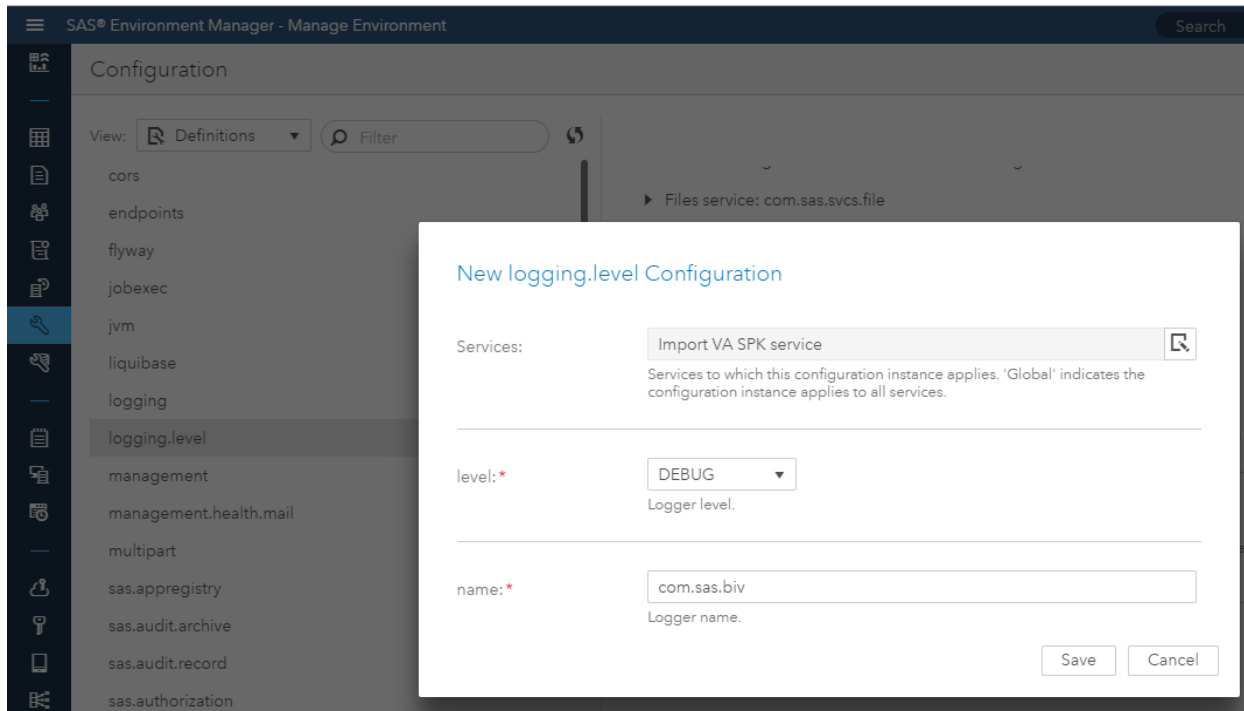 SAS® Environment Manager - Manage Environment
Search
Configuration
View:
Definitions
Filter
cors
endpoints
flyway
jobexec
jvm
liquibase
logging
logging.level
management
management.health.mail
multipart
sas.appregistry
sas.audit.archive
sas.audit.record
sas.authorization
Files service: com.sas.svcs.file
New logging.level Configuration
Services:
Import VA SPK service
Services to which this configuration instance applies. 'Global' indicates the
configuration instance applies to all services.
level:*
DEBUG
Logger level.
name:*
com.sas.biv
Logger name.
Save
Cancel